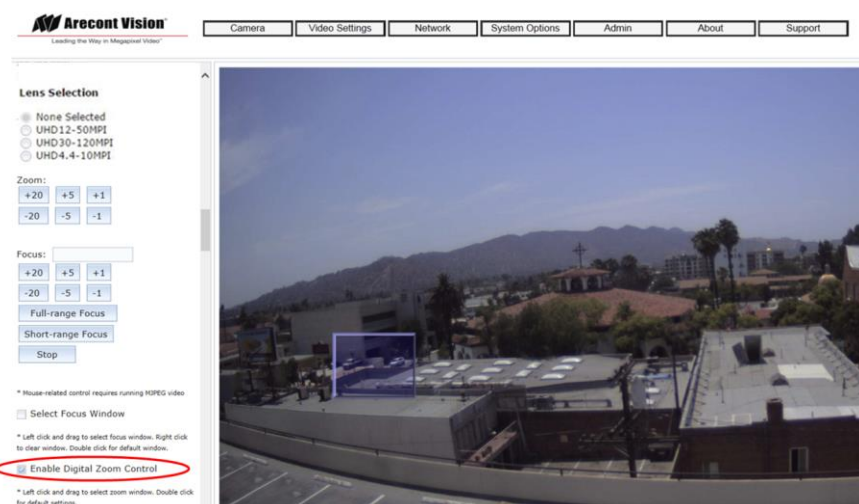 Arecont Vision®
Leading the Way in Megapixel Video™
Camera
Video Settings
Network
System Options
Admin
About
Support
Lens Selection
None Selected
UHD12-50MPI
UHD30-120MPI
UHD4.4-10MPI
Zoom:
+20 +5 +1
-20 -5 -1
Focus:
+20 +5 +1
-20 -5 -1
Full-range Focus
Short-range Focus
Stop
* Mouse-related control requires running MJPEG video
Select Focus Window
* Left click and drag to select focus window. Right click
to clear window. Double click for default window.
Enable Digital Zoom Control
* Left click and drag to select zoom window. Double click
for default settings.